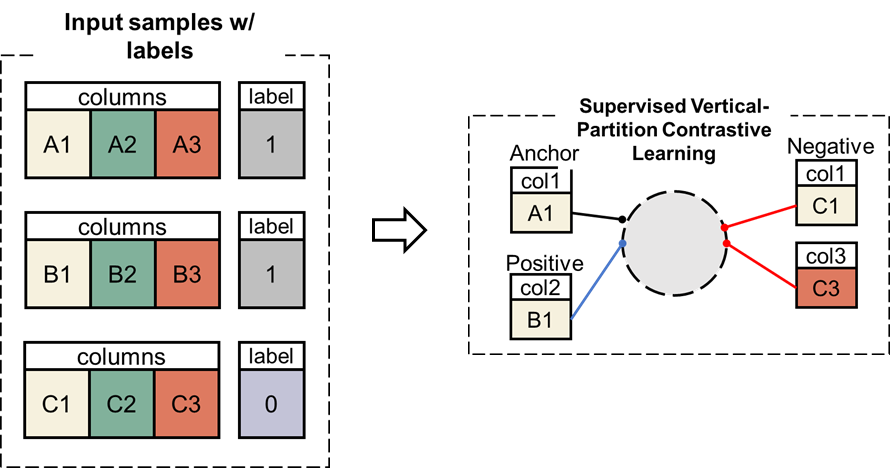 Input samples w/
labels
columns
label
A1 A2 A3 1
columns
label
B1 B2 B3 1
columns
label
C1 C2 C3 0
Supervised Vertical-
Partition Contrastive
Learning
Anchor
col1
A1
Positive
col2
B1
Negative
col1
C1
col3
C3